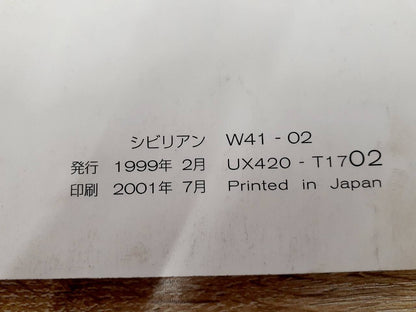 シビリアン W41 - 02
発行 1999年 2月 UX420 - T1702
印刷 2001年 7月 Printed in Japan